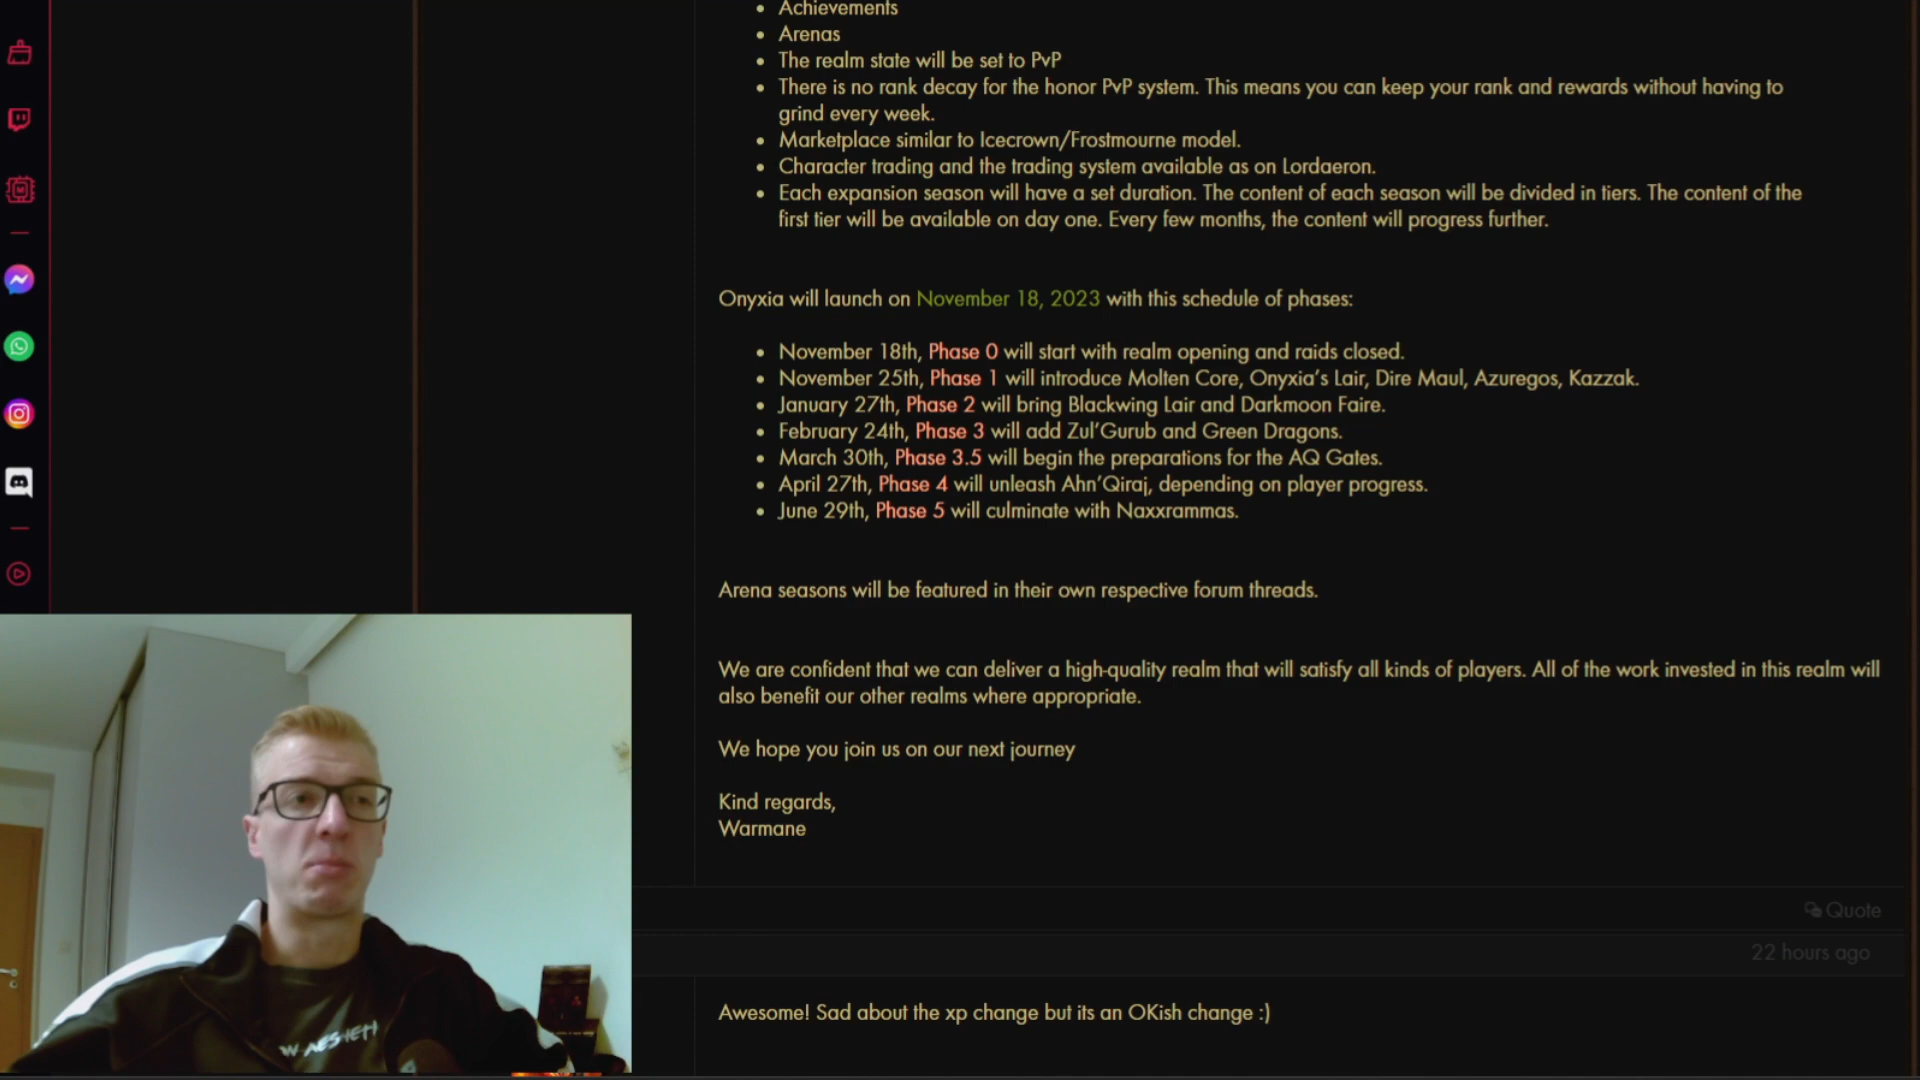 Achievements
Arenas
The realm state will be set to PvP
There is no rank decay for the honor PvP system. This means you can keep your rank and rewards without having to
grind every week.
Marketplace similar to Icecrown/Frostmourne model.
Character trading and the trading system available as on Lordaeron.
Each expansion season will have a set duration. The content of each season will be divided in tiers. The content of the
first tier will be available on day one. Every few months, the content will progress further.
Onyxia will launch on November 18, 2023 with this schedule of phases:
November 18th, Phase 0 will start with realm opening and raids closed.
November 25th, Phase 1 will introduce Molten Core, Onyxia's Lair, Dire Maul, Azuregos, Kazzak.
January 27th, Phase 2 will bring Blackwing Lair and Darkmoon Faire.
February 24th, Phase 3 will add Zul'Gurub and Green Dragons.
March 30th, Phase 3.5 will begin the preparations for the AQ Gates.
April 27th, Phase 4 will unleash Ahn'Qiraj, depending on player progress.
June 29th, Phase 5 will culminate with Naxxrammas.
Arena seasons will be featured in their own respective forum threads.
We are confident that we can deliver a high-quality realm that will satisfy all kinds of players. All of the work invested in this realm will
also benefit our other realms where appropriate.
We hope you join us on our next journey
Kind regards,
Warmane
Quote
22 hours ago
Awesome! Sad about the xp change but its an OKish change :)